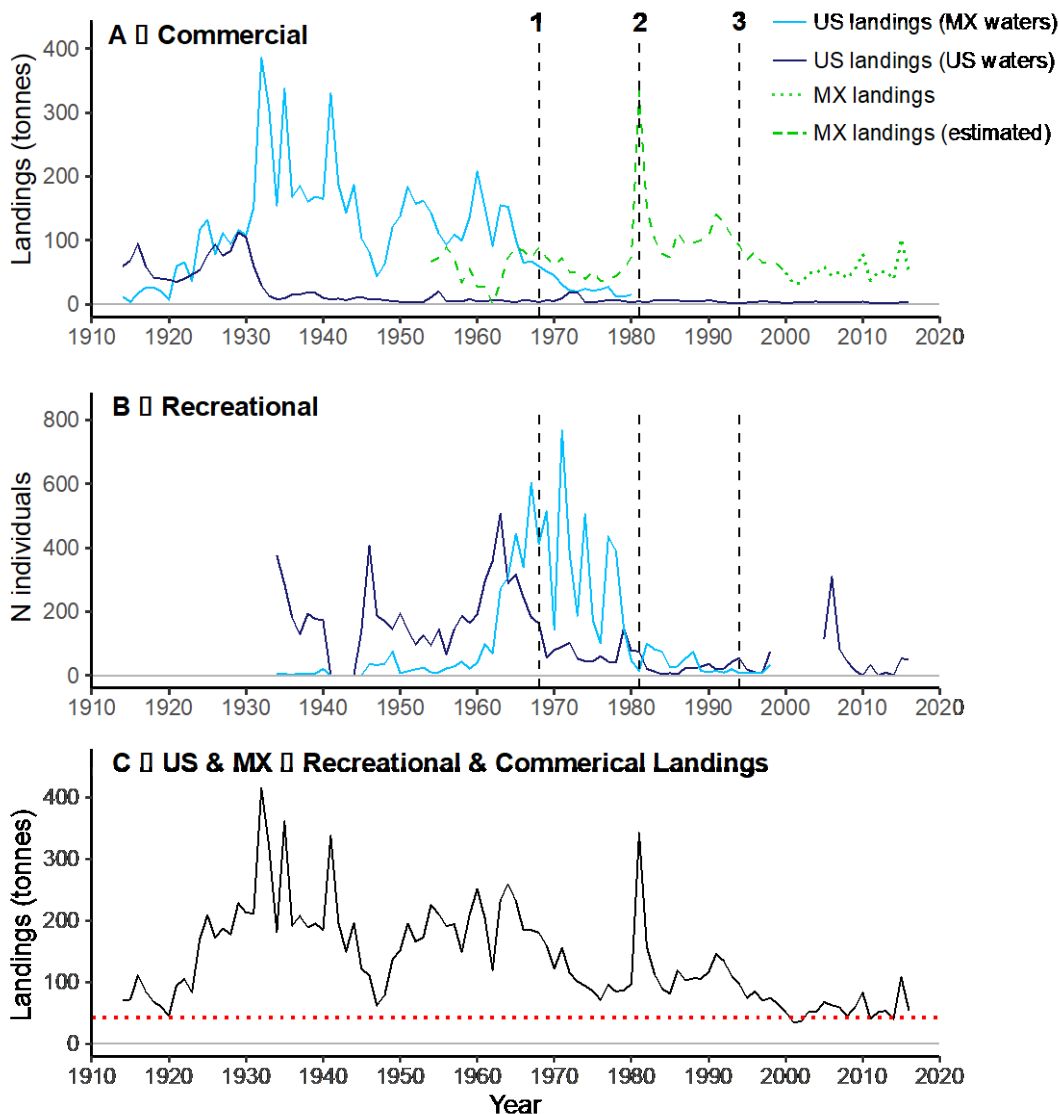 A ▯ Commercial
1 2 3
US landings (MX waters)
US landings (US waters)
MX landings
MX landings (estimated)
Landings (tonnes)
400
300
200
100
0
1910 1920 1930 1940 1950 1960 1970 1980 1990 2000 2010 2020
B ▯ Recreational
N individuals
800
600
400
200
0
1910 1920 1930 1940 1950 1960 1970 1980 1990 2000 2010 2020
C ▯ US & MX ▯ Recreational & Commerical Landings
Landings (tonnes)
400
300
200
100
0
1910 1920 1930 1940 1950 1960 1970 1980 1990 2000 2010 2020
Year